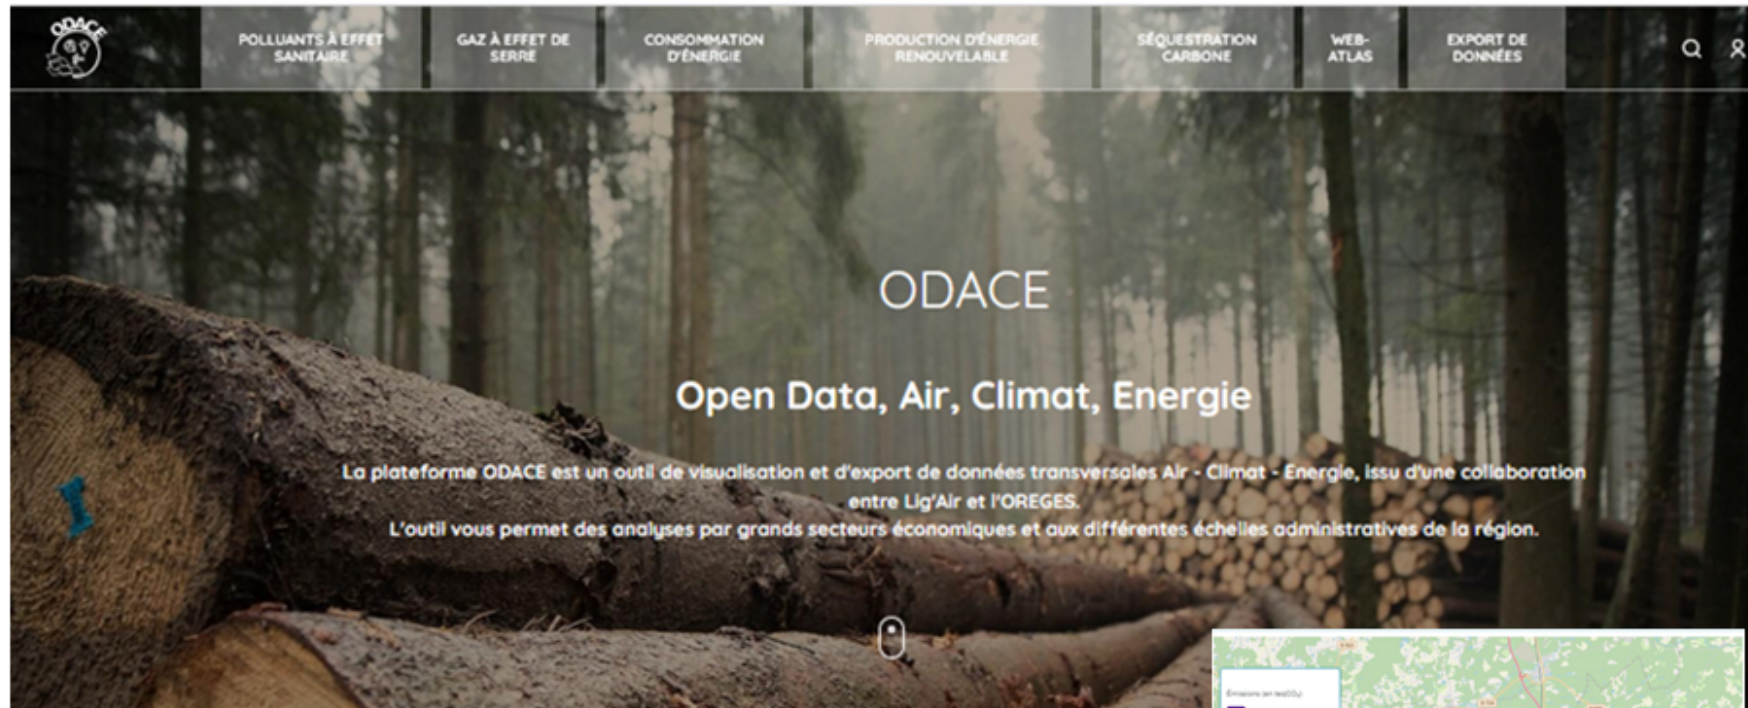 ODACE
POLLUANTS À EFFET
SANITAIRE
GAZ À EFFET DE
SERRE
CONSOMMATION
D'ÉNERGIE
PRODUCTION D'ÉNERGIE
RENOUVELABLE
SÉQUESTRATION
CARBONE
WEB-
ATLAS
EXPORT DE
DONNÉES
ODACE
Open Data, Air, Climat, Energie
La plateforme ODACE est un outil de visualisation et d'export de données transversales Air - Climat - Energie, issu d'une collaboration
entre Lig'Air et l'OREGES.
L'outil vous permet des analyses par grands secteurs économiques et aux différentes échelles administratives de la région.